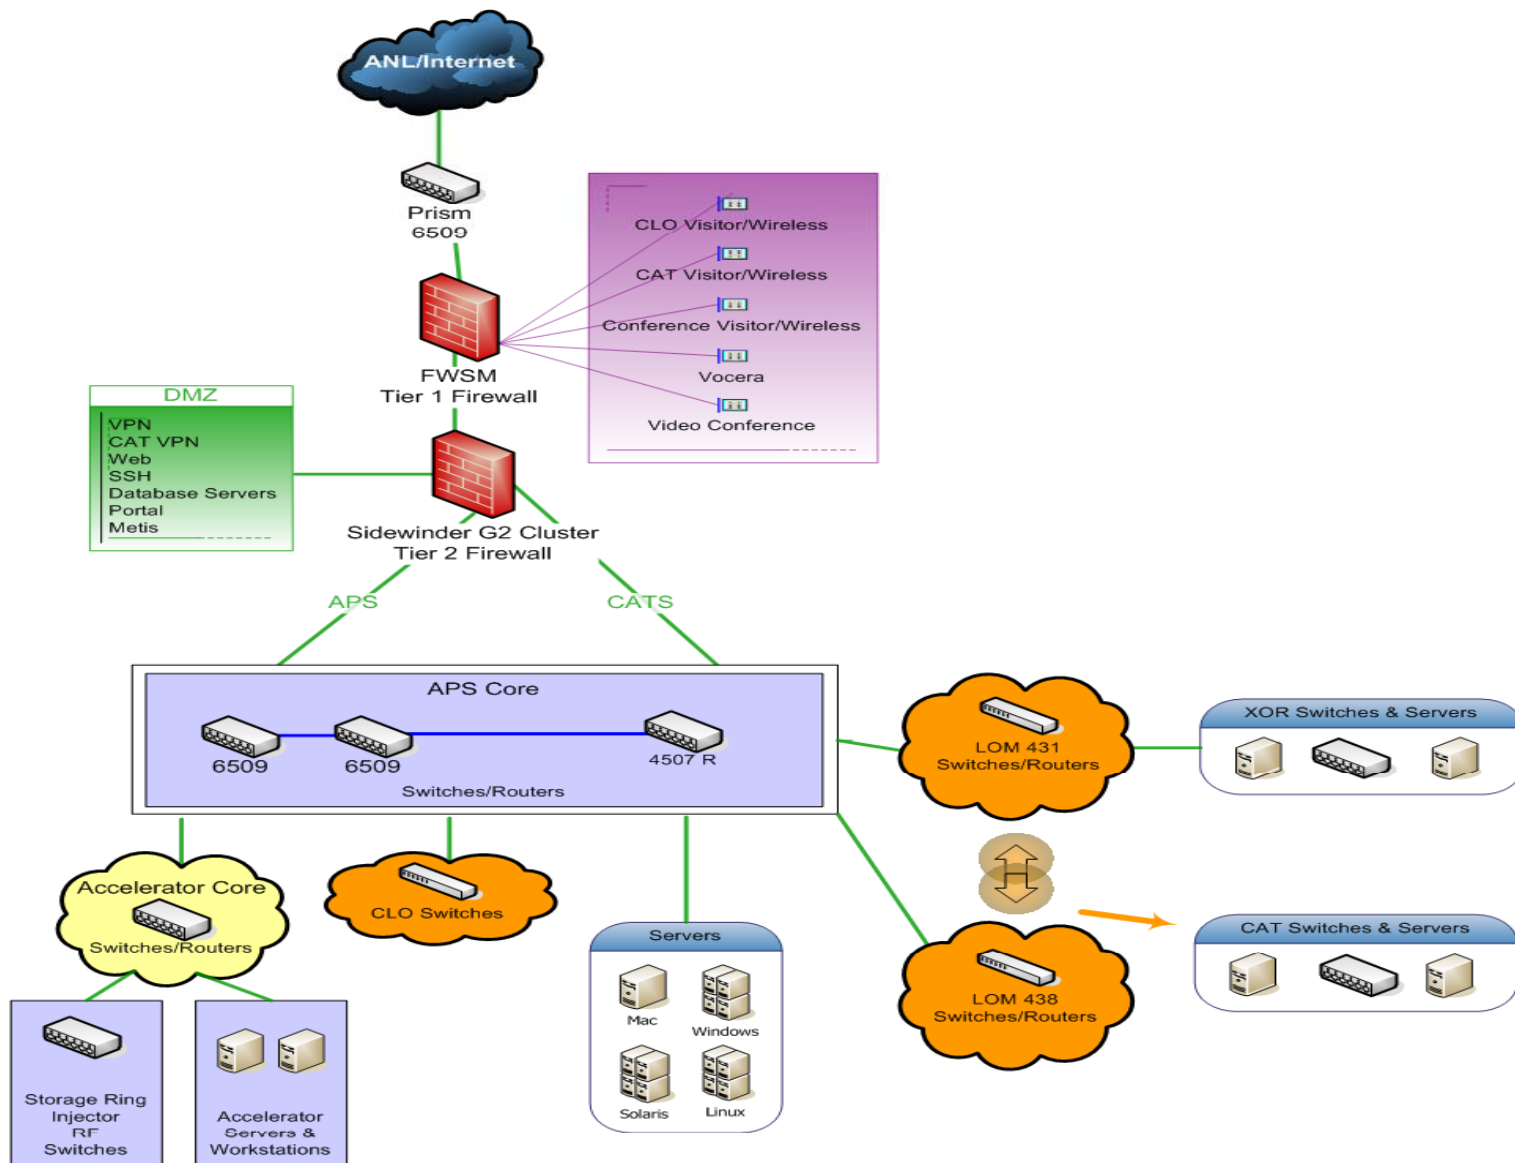 ANL/Internet
Prism
6509
CLO Visitor/Wireless
CAT Visitor/Wireless
Conference Visitor/Wireless
Vocera
Video Conference
FWSM
Tier 1 Firewall
DMZ
VPN
CAT VPN
Web
SSH
Database Servers
Portal
Metis
Sidewinder G2 Cluster
Tier 2 Firewall
APS
CATS
APS Core
6509
6509
4507 R
Switches/Routers
LOM 431
Switches/Routers
XOR Switches & Servers
Accelerator Core
Switches/Routers
CLO Switches
Servers
Mac
Windows
Solaris
Linux
LOM 438
Switches/Routers
CAT Switches & Servers
Storage Ring
Injector
RF
Switches
Accelerator
Servers &
Workstations